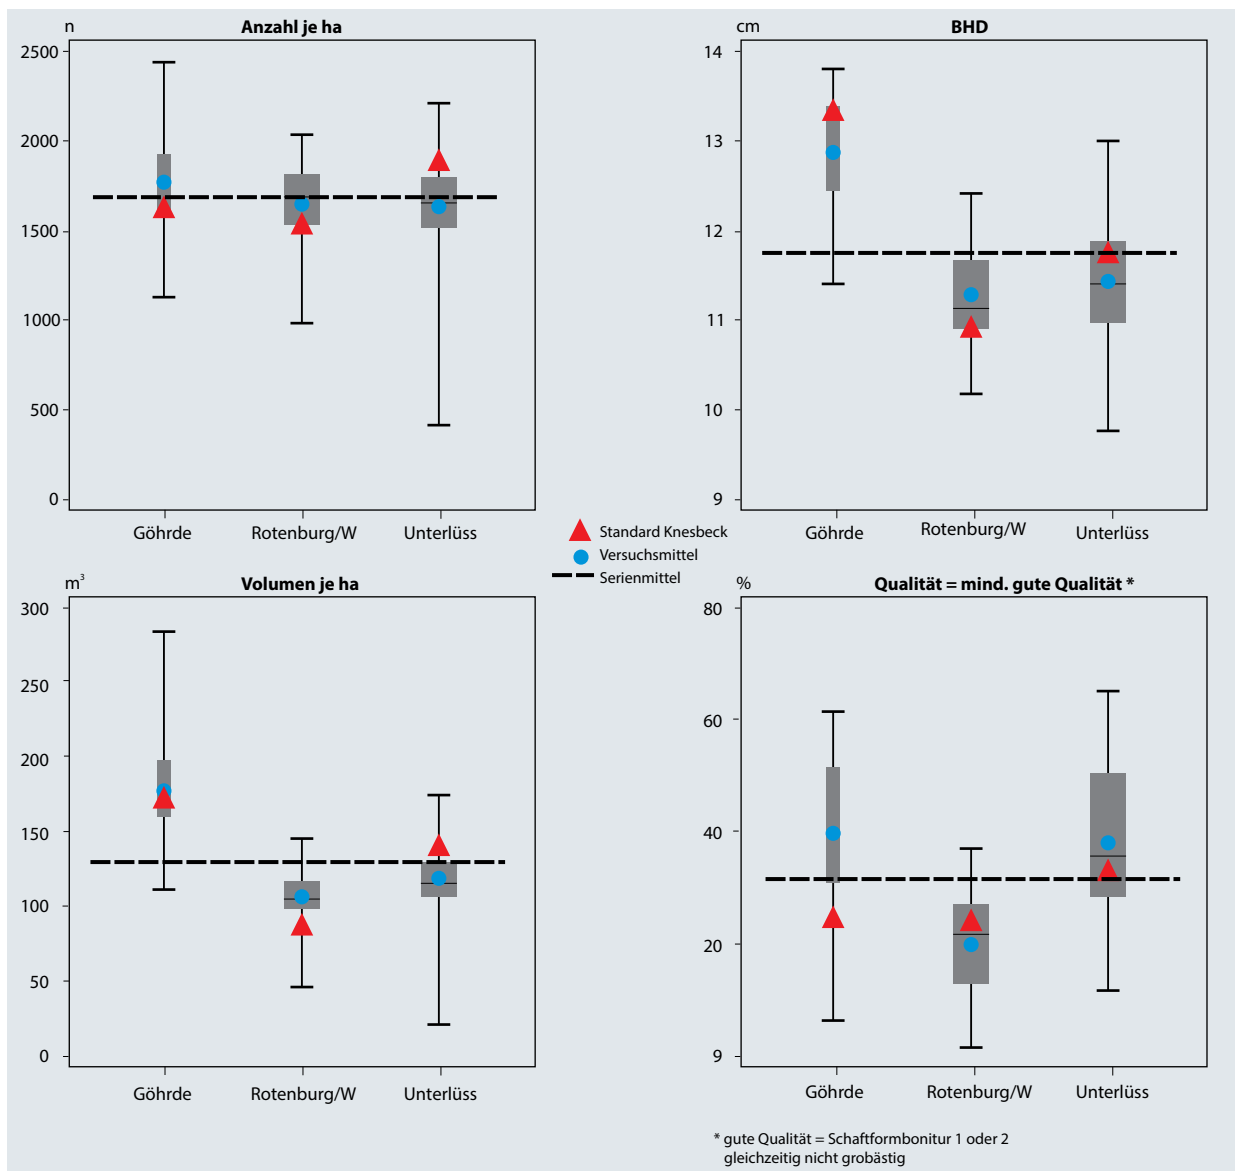 n
Anzahl je ha
2500
2000
1500
1000
500
0
Göhrde
Rotenburg/W
Unterlüss
cm
BHD
14
13
12
11
10
9
Göhrde
Rotenburg/W
Unterlüss
Standard Knesbeck
Versuchsmittel
Serienmittel
m³
Volumen je ha
300
250
200
150
100
50
0
Göhrde
Rotenburg/W
Unterlüss
%
Qualität = mind. gute Qualität *
80
60
40
20
9
Göhrde
Rotenburg/W
Unterlüss
* gute Qualität = Schaftformbonitur 1 oder 2
gleichzeitig nicht grobästig